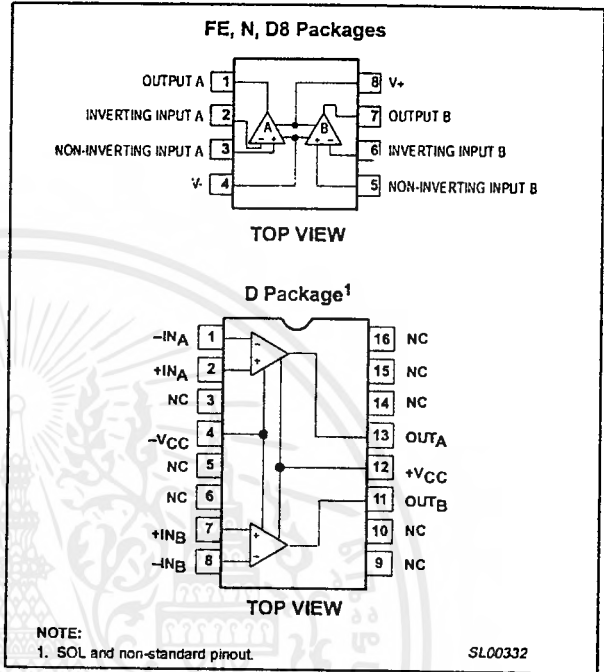 FE, N, D8 Packages
OUTPUT A 1
8 V+
INVERTING INPUT A 2
7 OUTPUT B
NON-INVERTING INPUT A 3
6 INVERTING INPUT B
V- 4
5 NON-INVERTING INPUT B
A
B
- +
+ -
TOP VIEW
D Package1
–INA 1
16 NC
+INA 2
15 NC
NC 3
14 NC
–VCC 4
13 OUTA
NC 5
12 +VCC
NC 6
11 OUTB
+INB 7
10 NC
–INB 8
9 NC
-
+
+
-
TOP VIEW
NOTE:
1. SOL and non-standard pinout.
SL00332